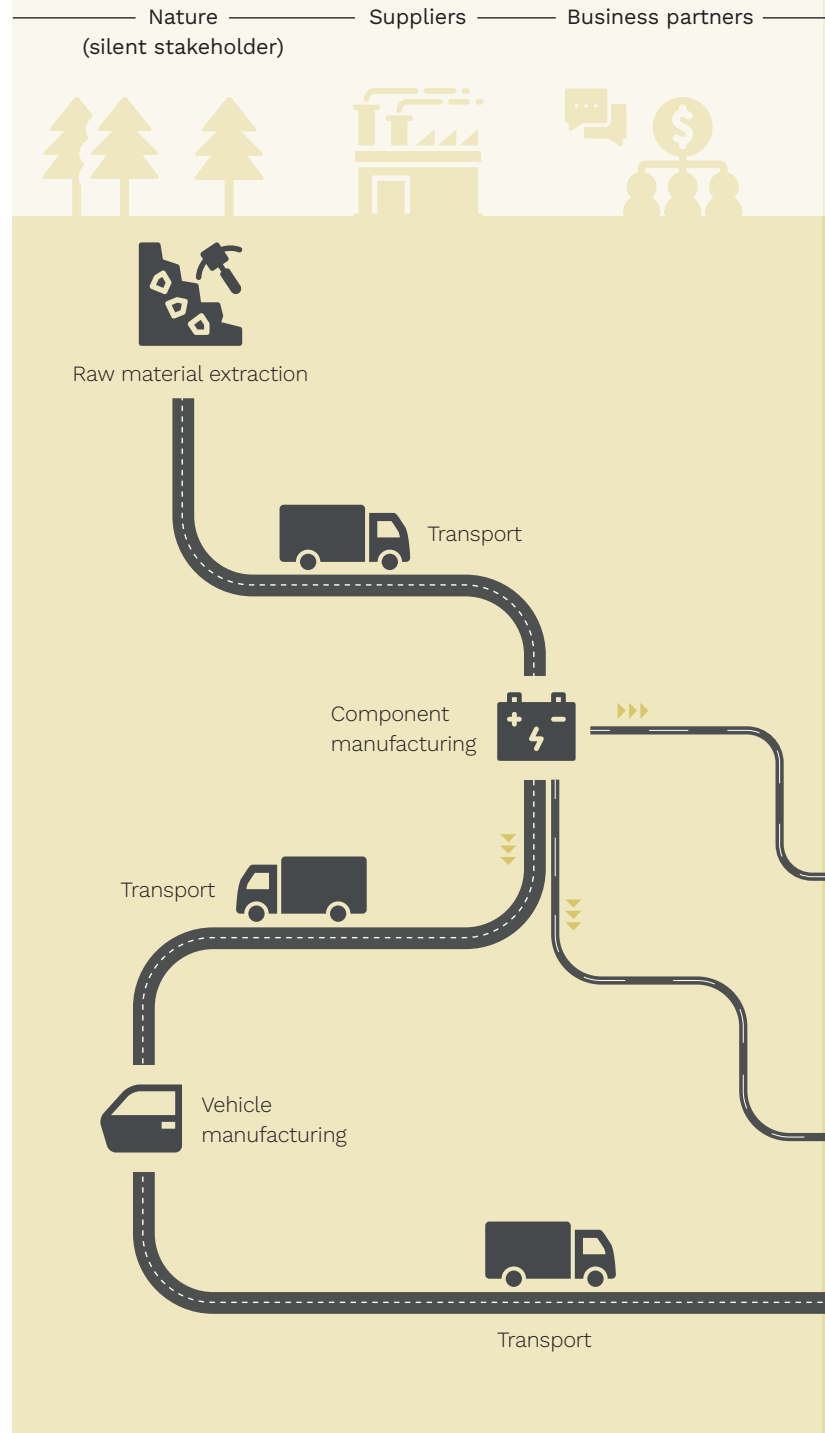 Nature
(silent stakeholder)
Suppliers
Business partners
Raw material extraction
Transport
Component
manufacturing
Transport
Vehicle
manufacturing
Transport